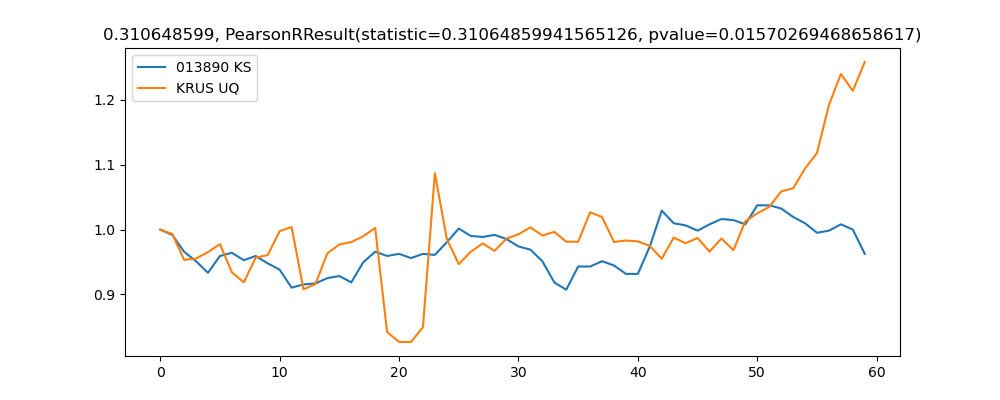 0.310648599, PearsonRResult(statistic=0.31064859941565126, pvalue=0.01570269468658617)
013890 KS
KRUS UQ
1.2
1.1
1.0
0.9
0 10 20 30 40 50 60